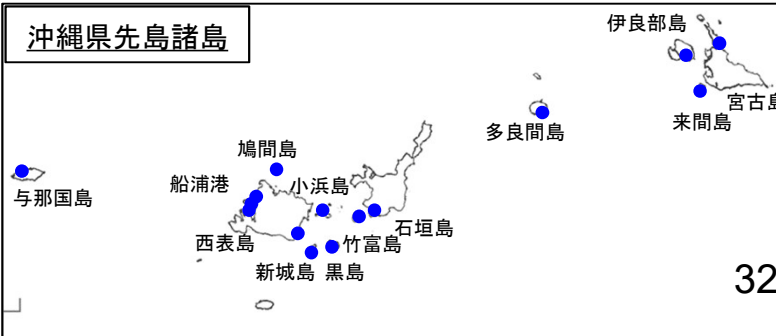 沖縄県先島諸島
伊良部島
宮古島
来間島
多良間島
鳩間島
船浦港
小浜島
与那国島
石垣島
西表島
竹富島
新城島
黒島
32